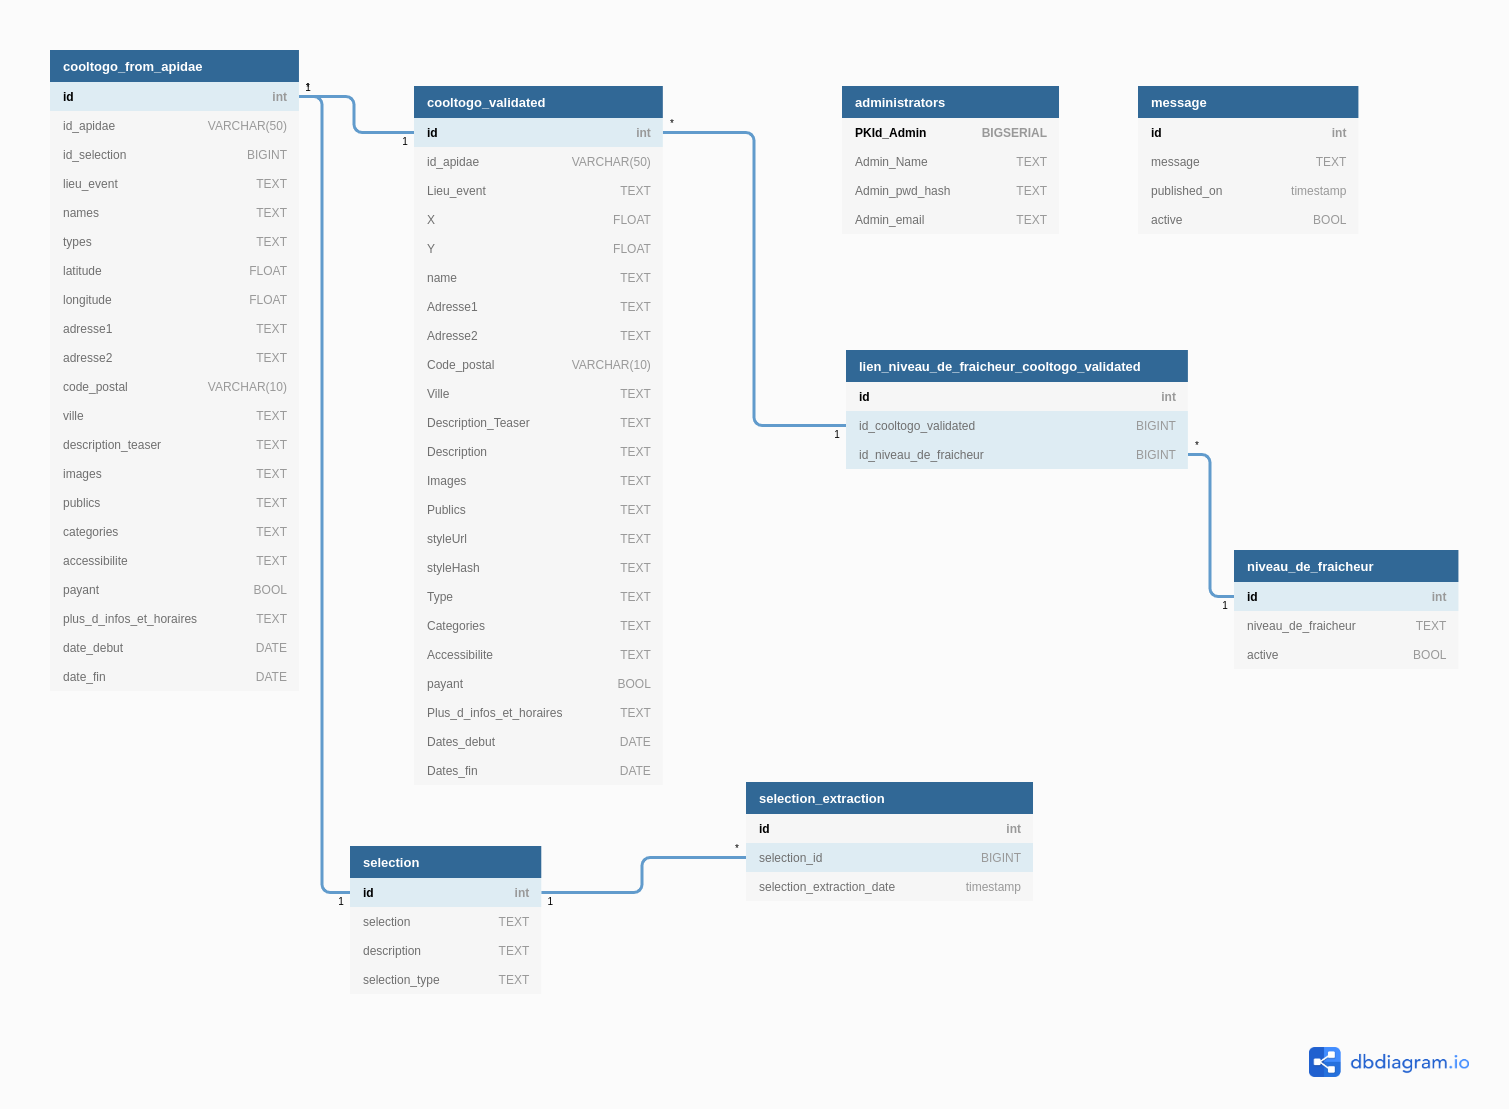 cooltogo_from_apidae
id int
id_apidae VARCHAR(50)
id_selection BIGINT
lieu_event TEXT
names TEXT
types TEXT
latitude FLOAT
longitude FLOAT
adresse1 TEXT
adresse2 TEXT
code_postal VARCHAR(10)
ville TEXT
description_teaser TEXT
images TEXT
publics TEXT
categories TEXT
accessibilite TEXT
payant BOOL
plus_d_infos_et_horaires TEXT
date_debut DATE
date_fin DATE
1
1
cooltogo_validated
id int
id_apidae VARCHAR(50)
Lieu_event TEXT
X FLOAT
Y FLOAT
name TEXT
Adresse1 TEXT
Adresse2 TEXT
Code_postal VARCHAR(10)
Ville TEXT
Description_Teaser TEXT
Description TEXT
Images TEXT
Publics TEXT
styleUrl TEXT
styleHash TEXT
Type TEXT
Categories TEXT
Accessibilite TEXT
payant BOOL
Plus_d_infos_et_horaires TEXT
Dates_debut DATE
Dates_fin DATE
*
1
administrators
PKId_Admin BIGSERIAL
Admin_Name TEXT
Admin_pwd_hash TEXT
Admin_email TEXT
message
id int
message TEXT
published_on timestamp
active BOOL
lien_niveau_de_fraicheur_cooltogo_validated
id int
id_cooltogo_validated BIGINT
id_niveau_de_fraicheur BIGINT
*
1
niveau_de_fraicheur
id int
niveau_de_fraicheur TEXT
active BOOL
selection_extraction
id int
selection_id BIGINT
selection_extraction_date timestamp
*
1
1
selection
id int
selection TEXT
description TEXT
selection_type TEXT
dbdiagram.io